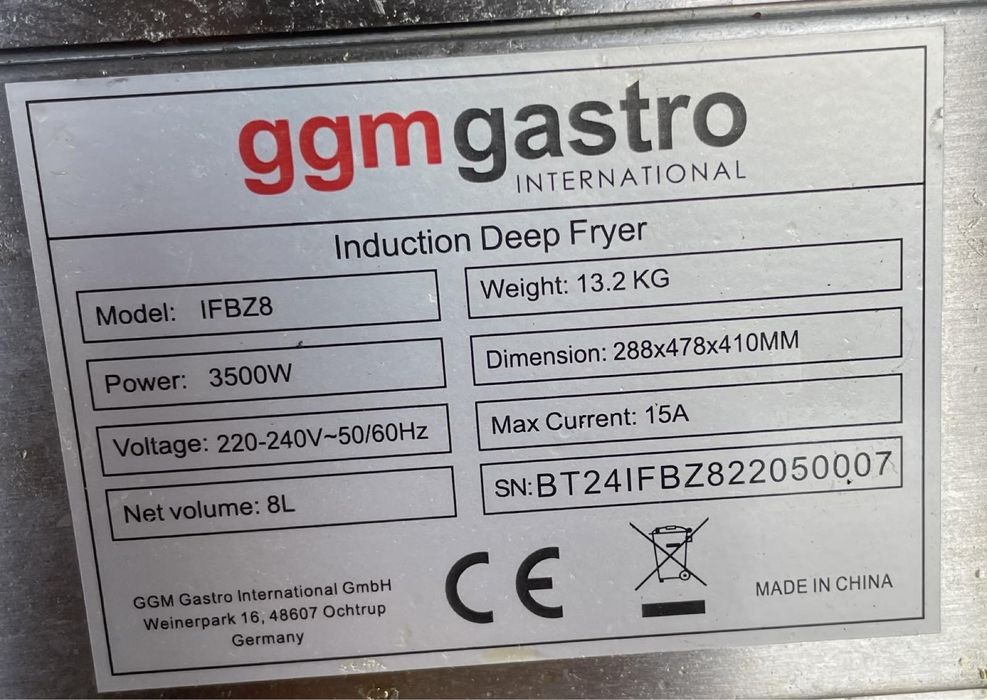 ggmgastro
INTERNATIONAL
Induction Deep Fryer
Model: IFBZ8
Weight: 13.2 KG
Power: 3500W
Dimension: 288x478x410MM
Voltage: 220-240V~50/60Hz
Max Current: 15A
Net volume: 8L
SN:BT24IFBZ822050007
GGM Gastro International GmbH
Weinerpark 16, 48607 Ochtrup
Germany
CE
MADE IN CHINA